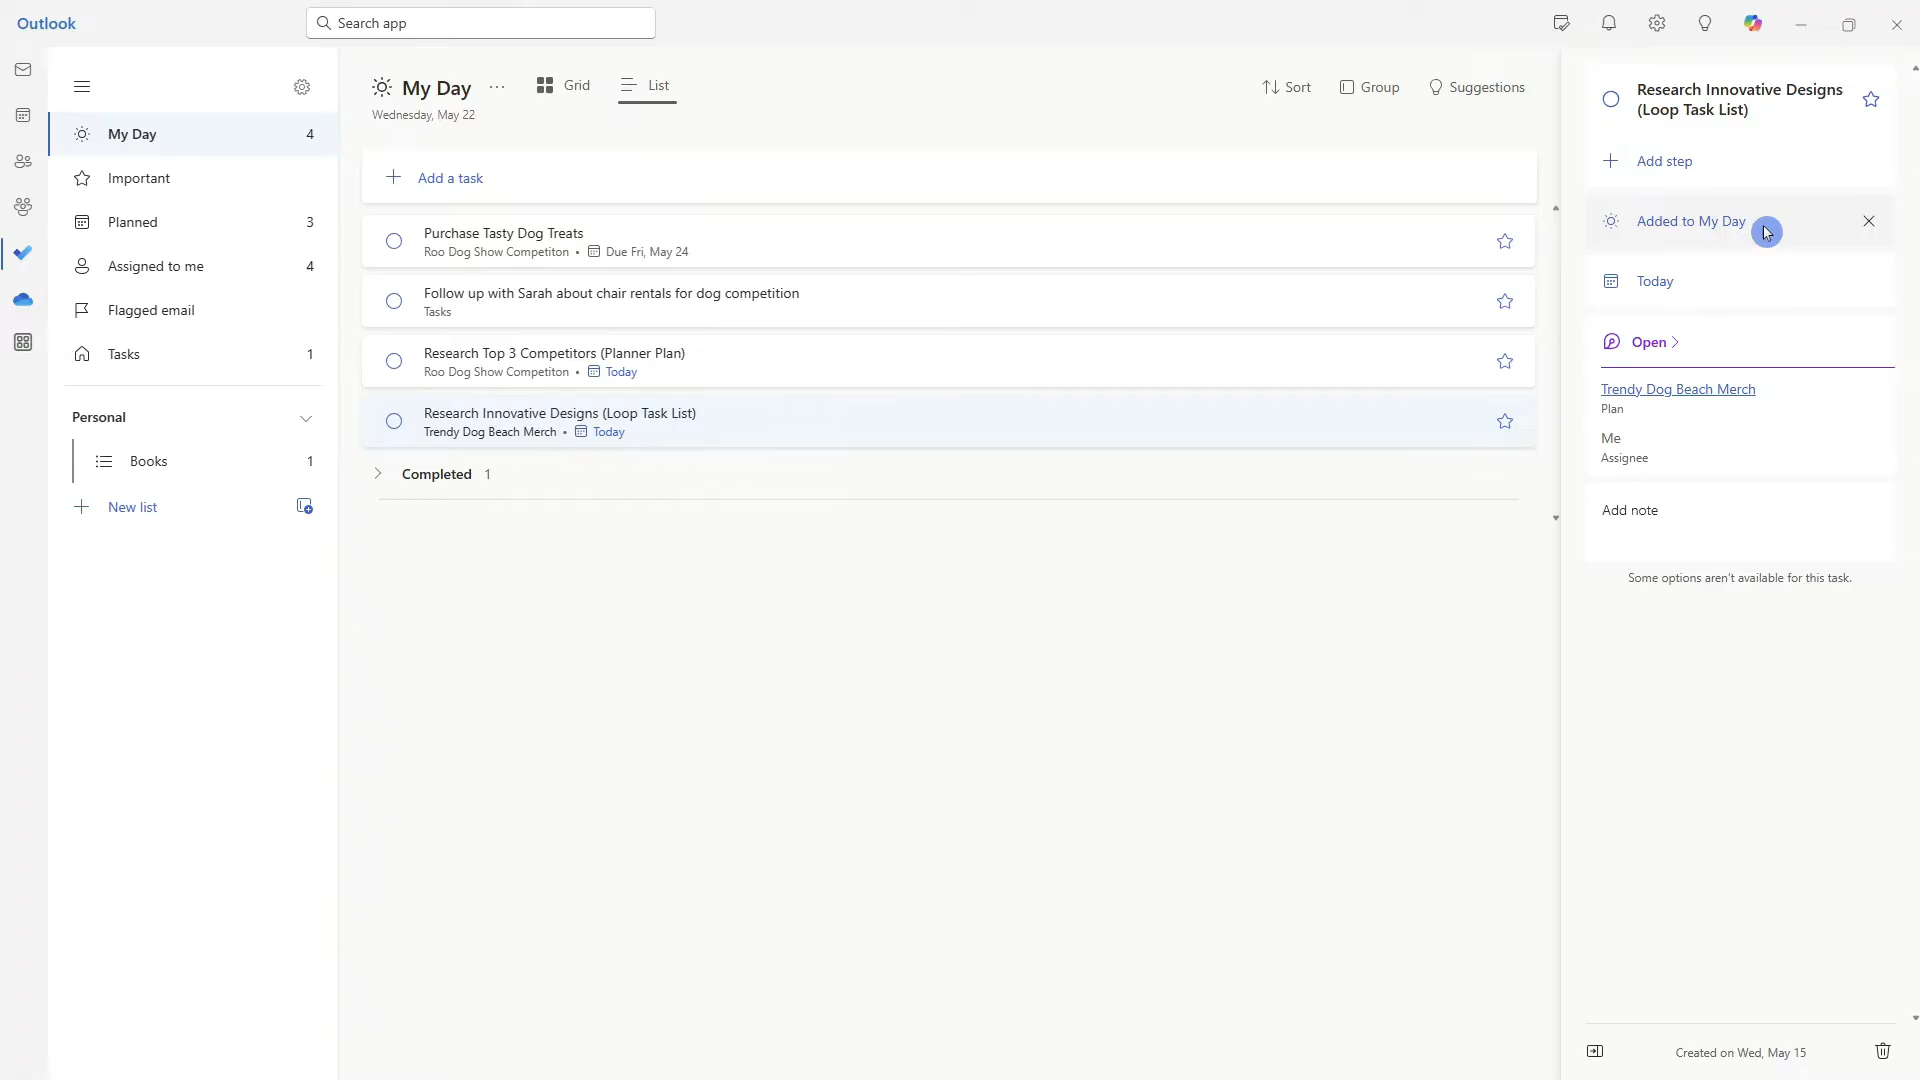 Outlook
Search app
My Day 4
Important
Planned 3
Assigned to me 4
Flagged email
Tasks 1
Personal
Books 1
New list
My Day
Wednesday, May 22
Grid
List
Sort
Group
Suggestions
Add a task
Purchase Tasty Dog Treats
Roo Dog Show Competiton • Due Fri, May 24
Follow up with Sarah about chair rentals for dog competition
Tasks
Research Top 3 Competitors (Planner Plan)
Roo Dog Show Competiton • Today
Research Innovative Designs (Loop Task List)
Trendy Dog Beach Merch • Today
Completed 1
Research Innovative Designs
(Loop Task List)
Add step
Added to My Day
Today
Open
Trendy Dog Beach Merch
Plan
Me
Assignee
Add note
Some options aren't available for this task.
Created on Wed, May 15